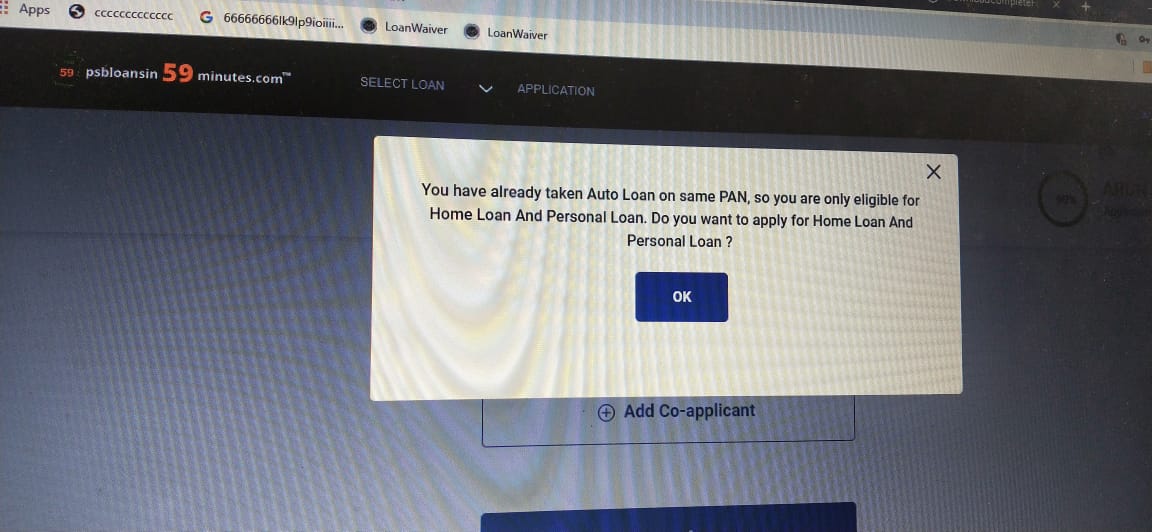 Apps
ccccccccccccc
66666666lk9lp9ioiiii...
LoanWaiver
LoanWaiver
59 psbloansin 59 minutes.com™
SELECT LOAN
APPLICATION
You have already taken Auto Loan on same PAN, so you are only eligible for
Home Loan And Personal Loan. Do you want to apply for Home Loan And
Personal Loan ?
OK
90%
Add Co-applicant